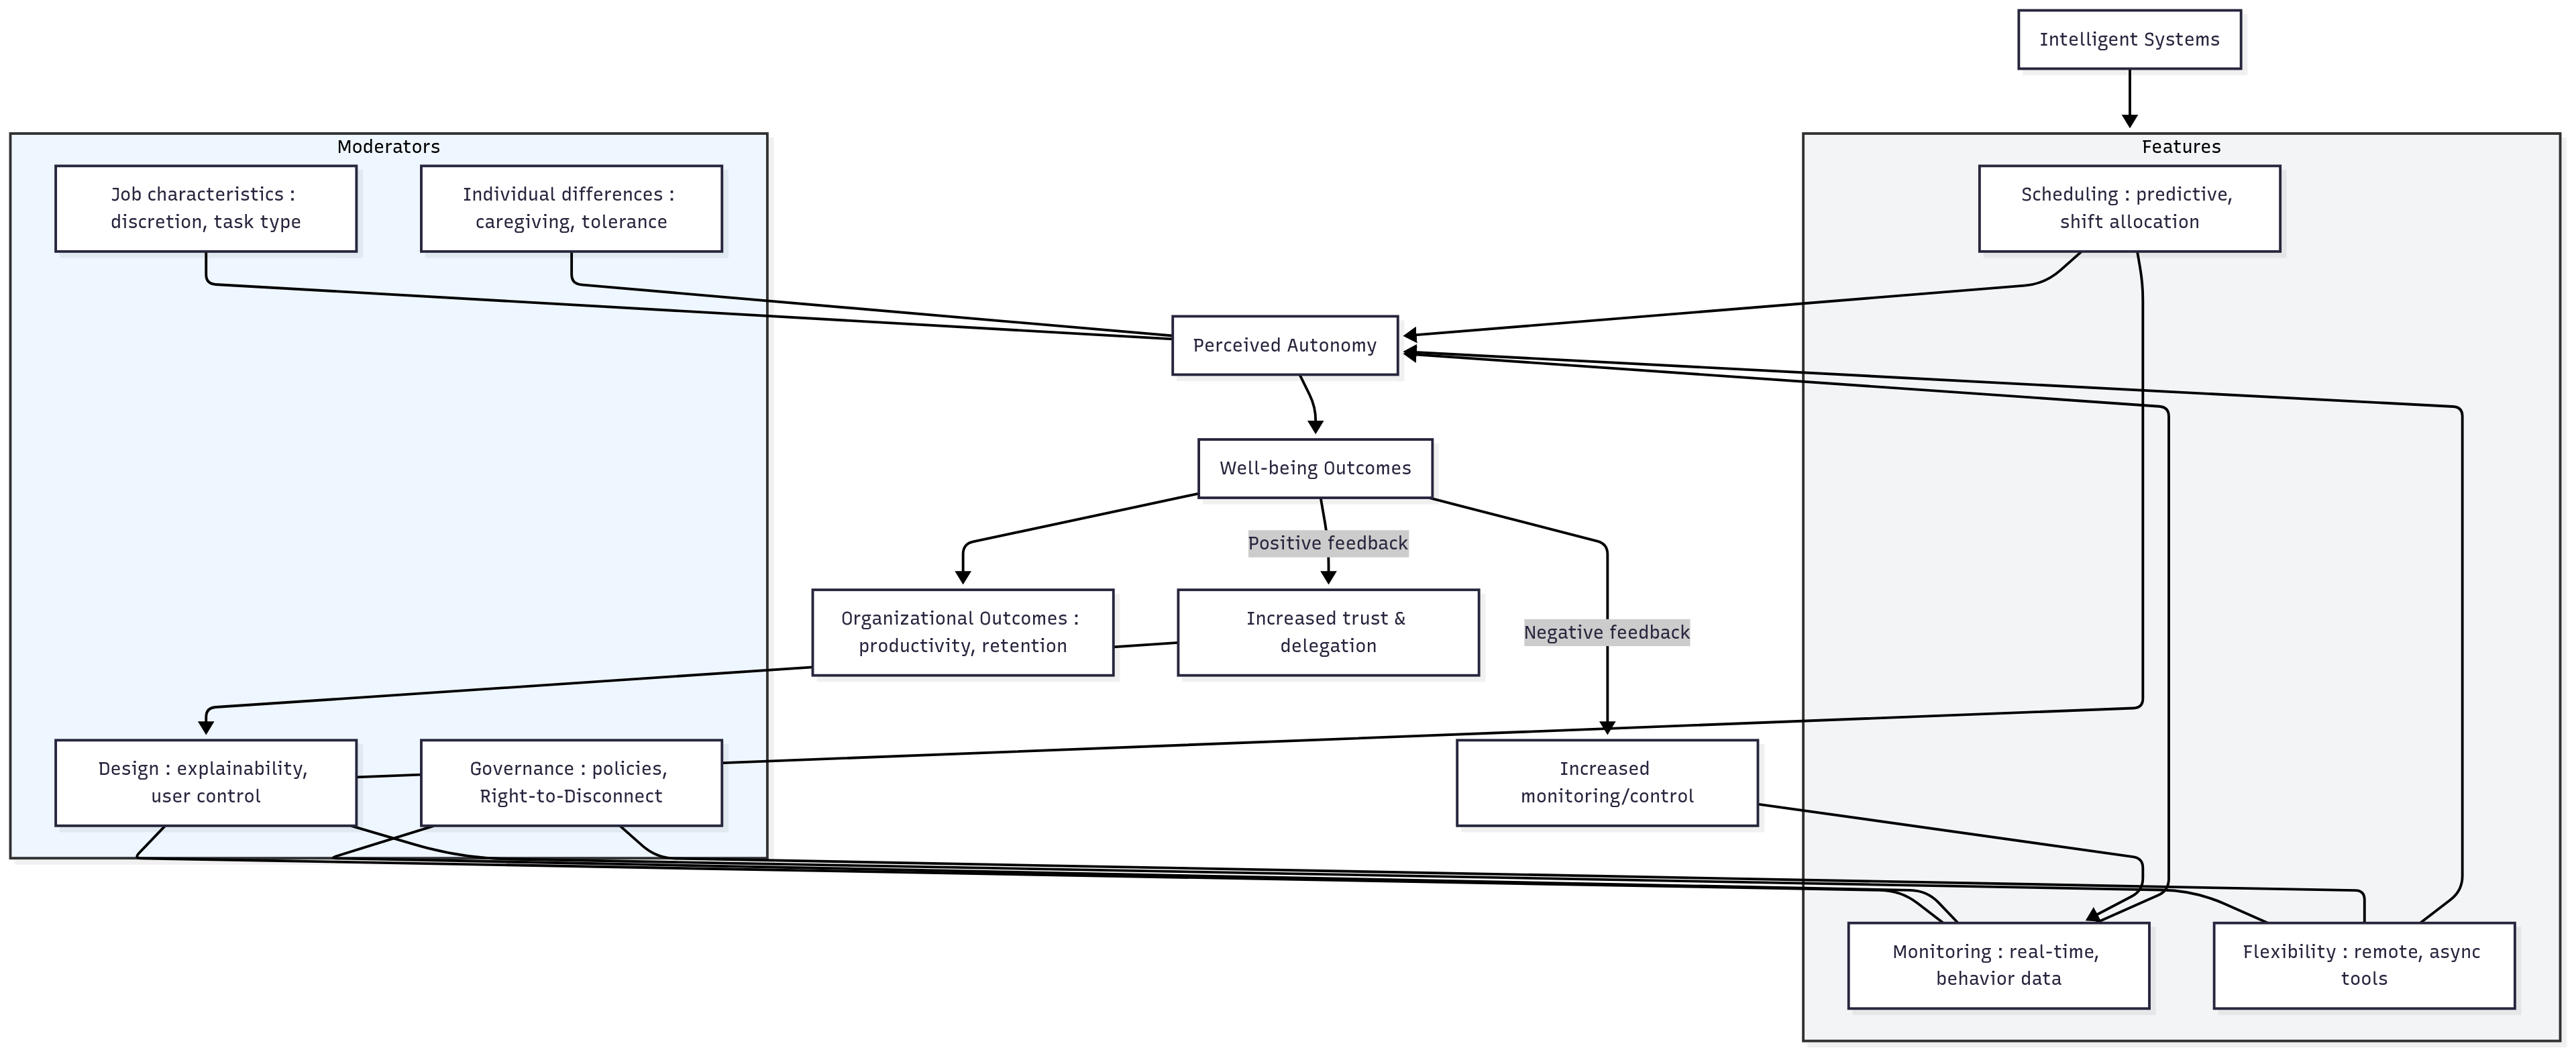 Intelligent Systems
Moderators
Features
Job characteristics :
discretion, task type
Individual differences :
caregiving, tolerance
Scheduling : predictive,
shift allocation
Perceived Autonomy
Well-being Outcomes
Positive feedback
Organizational Outcomes :
productivity, retention
Increased trust &
delegation
Negative feedback
Design : explainability,
user control
Governance : policies,
Right-to-Disconnect
Increased
monitoring/control
Monitoring : real-time,
behavior data
Flexibility : remote, async
tools